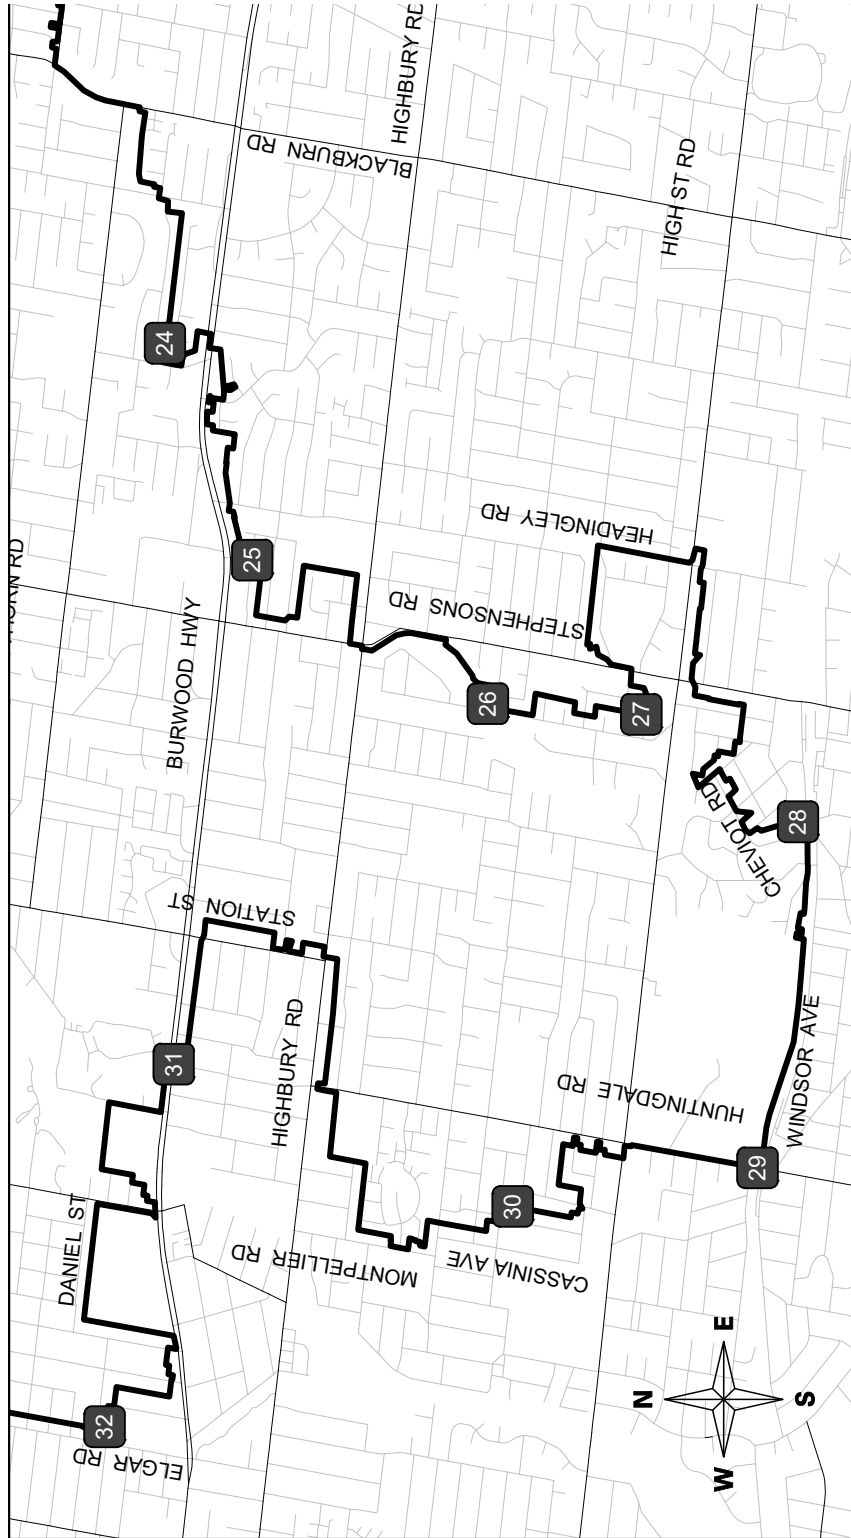 HIGHBURY RD
BLACKBURN RD
HIGH ST RD
24
HEADINGLEY RD
25
STEPHENSONS RD
BURWOOD HWY
26
27
CHEVIOT RD
28
STATION ST
31
HIGHBURY RD
HUNTINGDALE RD
WINDSOR AVE
29
30
DANIEL ST
MONTPELLIER RD
CASSINIA AVE
32
ELGAR RD
N
E
S
W